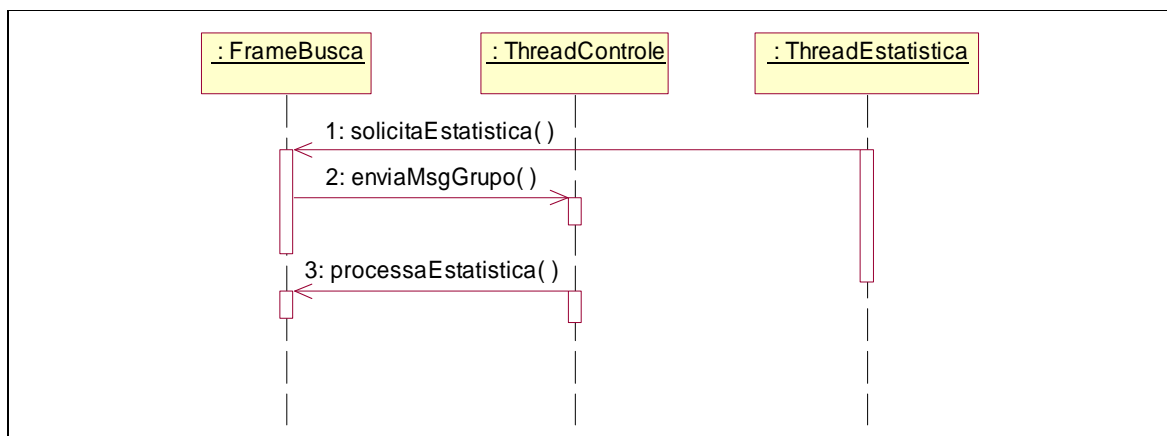 : FrameBusca
: ThreadControle
: ThreadEstatistica
1: solicitaEstatistica( )
2: enviaMsgGrupo( )
3: processaEstatistica( )